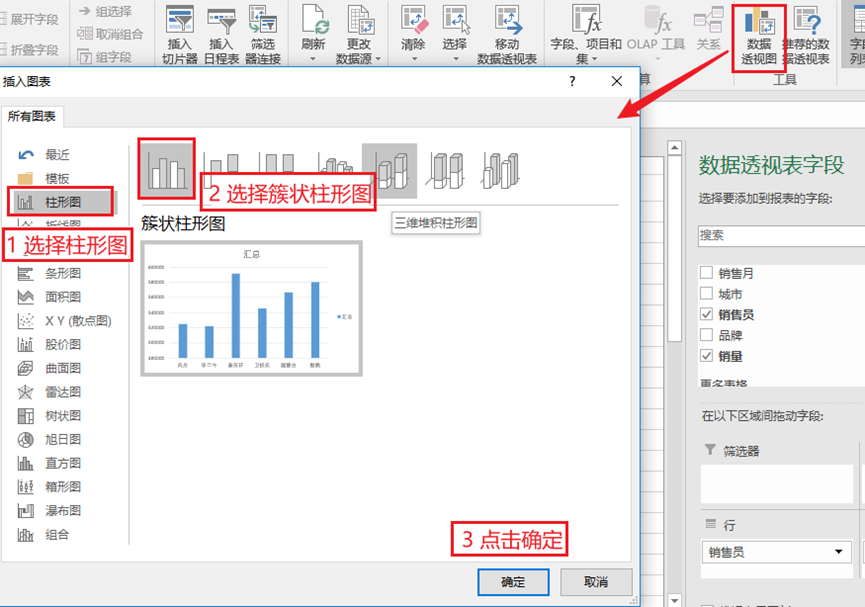 展开字段
折叠字段
组选择
取消组合
组字段
插入
切片器
插入
日程表
筛选
器连接
刷新
更改
数据源
清除
选择
移动
数据透视表
字段、项目和
集
OLAP 工具
关系
数据
透视图
推荐的数
据透视表
字段
列表
算
工具
插入图表
?
所有图表
最近
模板
柱形图
折线图
条形图
面积图
X Y (散点图)
股价图
曲面图
雷达图
树状图
旭日图
直方图
箱形图
瀑布图
组合
1 选择柱形图
2 选择簇状柱形图
簇状柱形图
三维堆积柱形图
汇总
汇总
3 点击确定
确定
取消
数据透视表字段
选择要添加到报表的字段:
搜索
销售月
城市
销售员
品牌
销量
更多表格
在以下区域间拖动字段:
筛选器
行
销售员